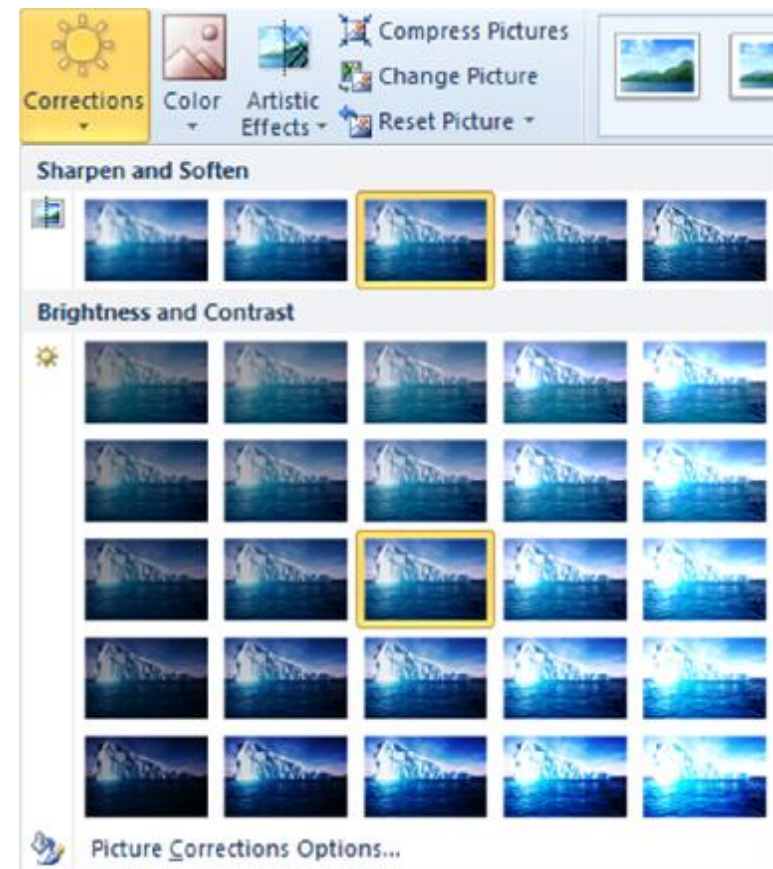 Compress Pictures
Change Picture
Reset Picture
Corrections
Color
Artistic
Effects
Sharpen and Soften
Brightness and Contrast
Picture Corrections Options...